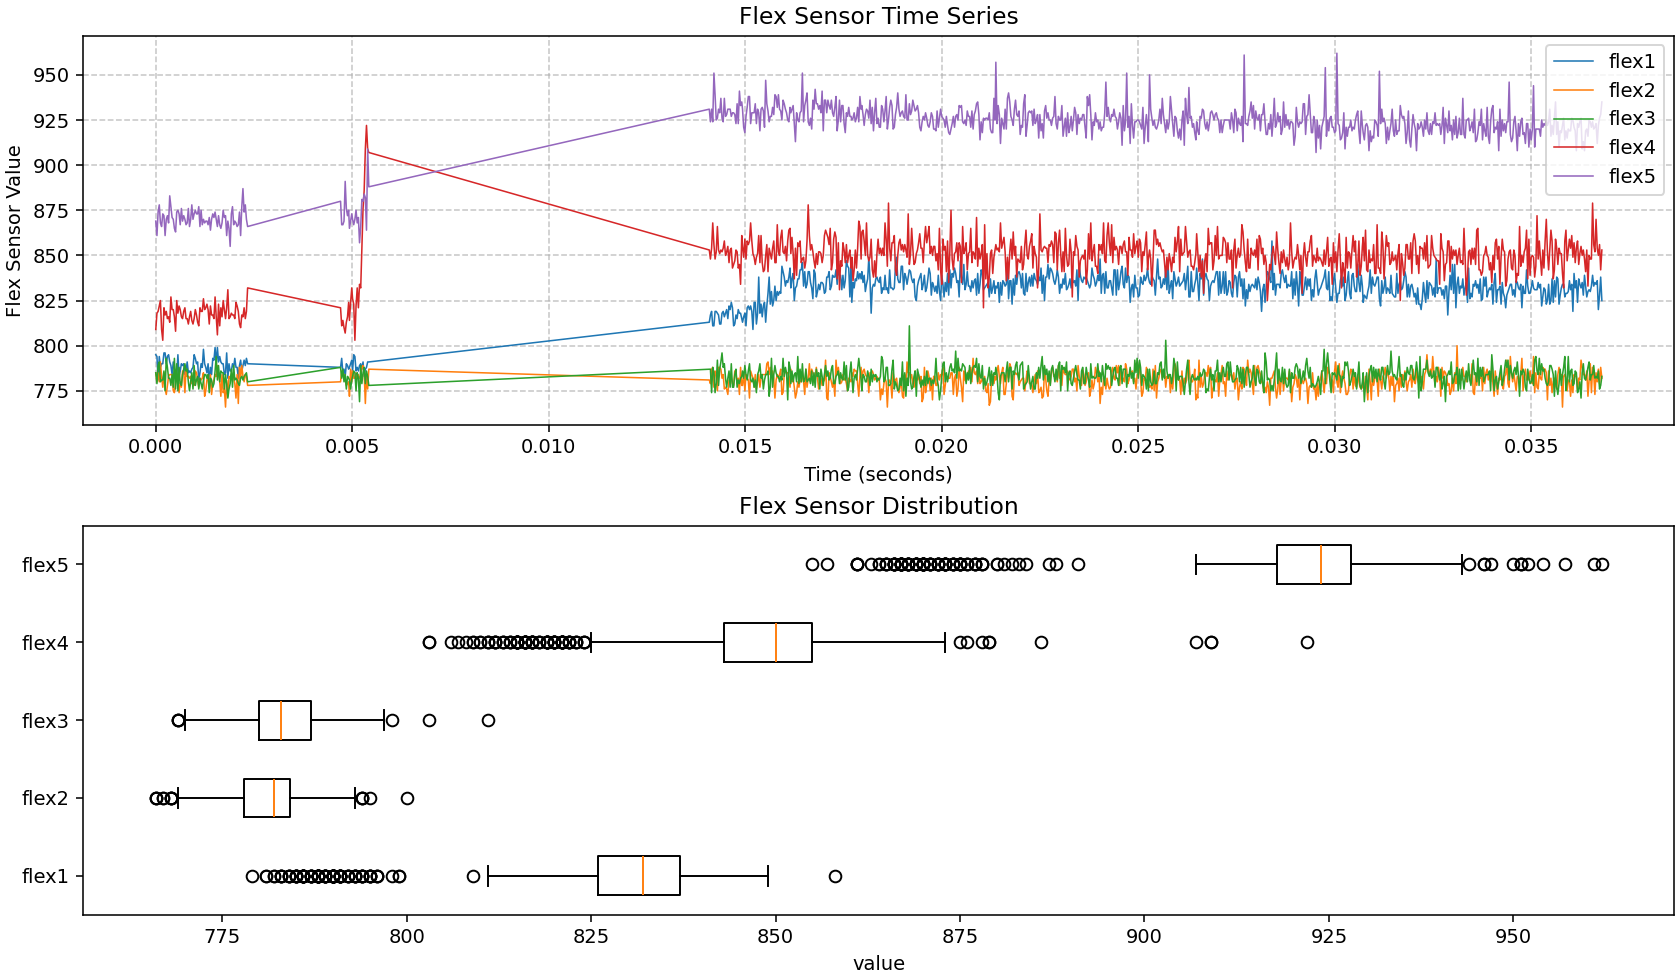 Flex Sensor Time Series
Flex Sensor Value
950
925
900
875
850
825
800
775
flex1
flex2
flex3
flex4
flex5
0.000 0.005 0.010 0.015 0.020 0.025 0.030 0.035
Time (seconds)
Flex Sensor Distribution
flex5
flex4
flex3
flex2
flex1
775 800 825 850 875 900 925 950
value